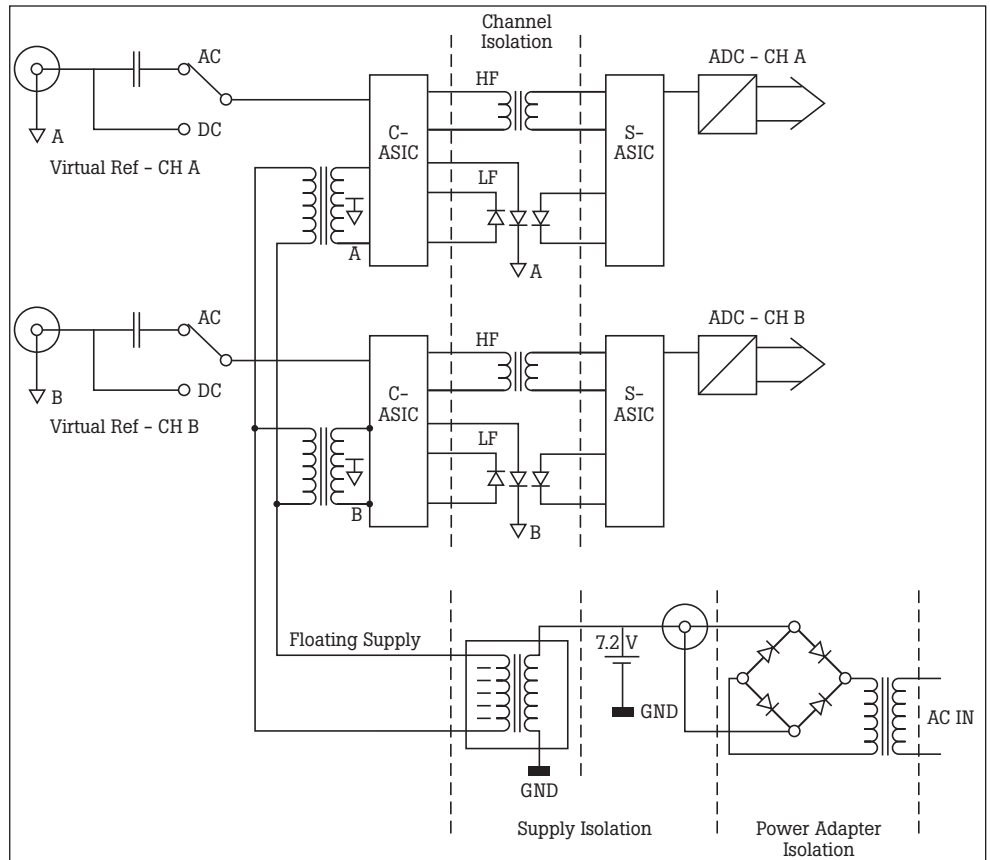 Channel
Isolation
AC
HF
ADC – CH A
A
DC
C-
ASIC
S-
ASIC
Virtual Ref – CH A
LF
A
A
AC
HF
ADC – CH B
B
DC
C-
ASIC
S-
ASIC
Virtual Ref – CH B
LF
B
B
Floating Supply
7.2 V
GND
AC IN
GND
Supply Isolation
Power Adapter
Isolation